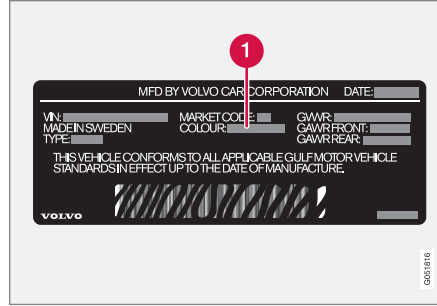 1
MFD BY VOLVO CAR CORPORATION DATE:
VIN: MARKET CODE: GVWR:
MADE IN SWEDEN COLOUR: GAWR FRONT:
TYPE: GAWR REAR:
THIS VEHICLE CONFORMS TO ALL APPLICABLE GULF MOTOR VEHICLE
STANDARDS IN EFFECT UP TO THE DATE OF MANUFACTURE.
VOLVO
G051816